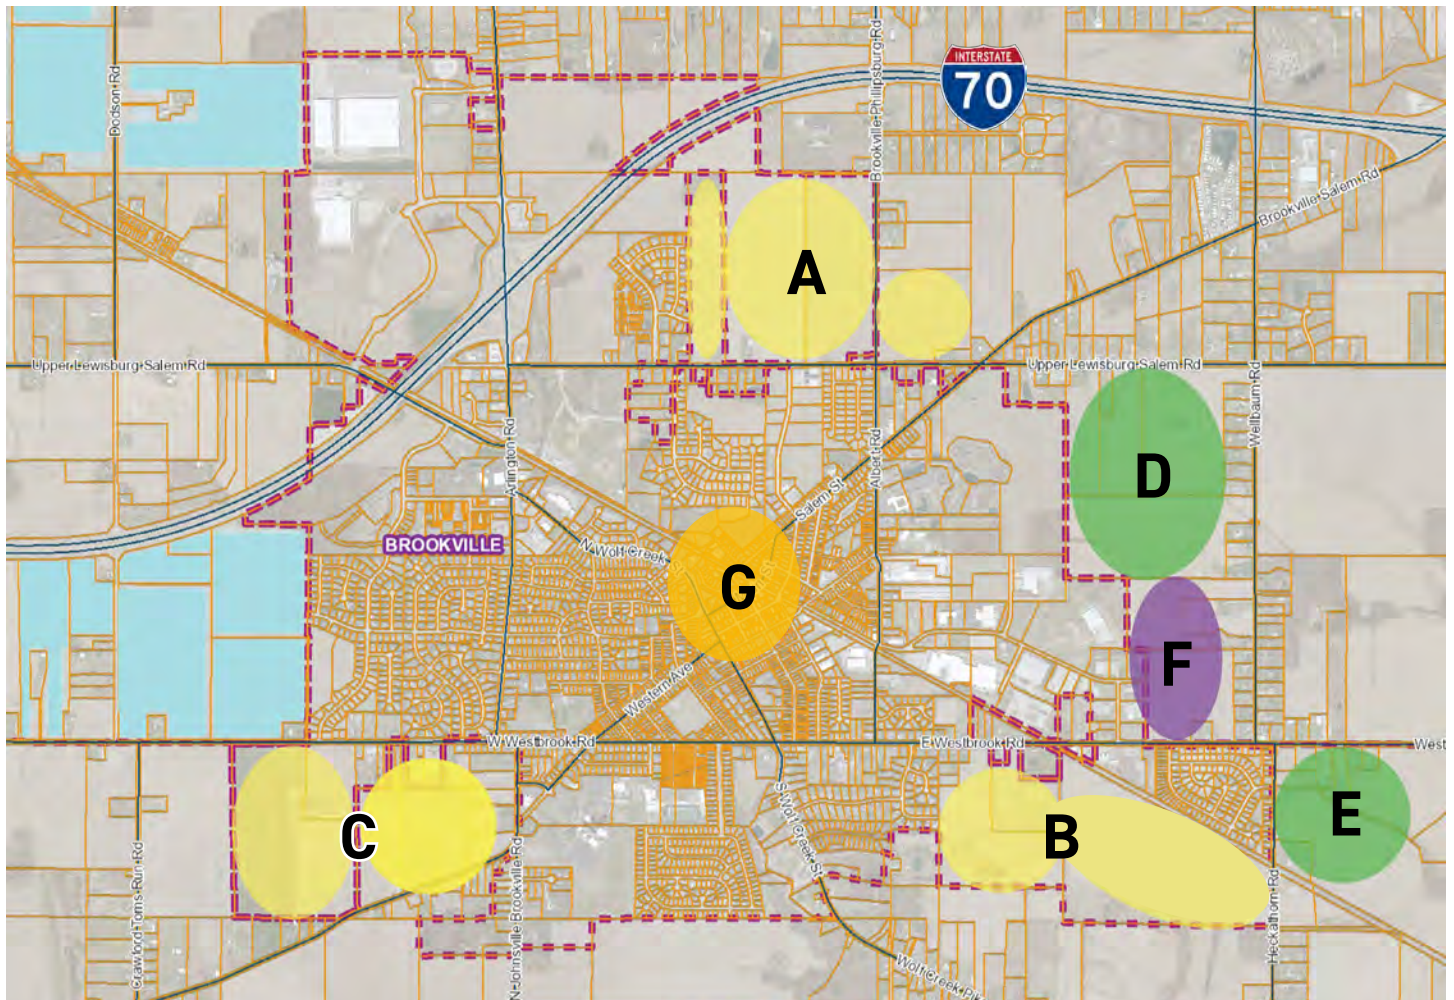 INTERSTATE
70
Dodson Rd
Brookville Phillipsburg Rd
Brookville Salem Rd
A
Upper Lewisburg Salem Rd
Upper Lewisburg Salem Rd
Arlington Rd
Albert Rd
Wellbaum Rd
D
Salem St
BROOKVILLE
N Wolf Creek
G
F
Western Ave
W Westbrook Rd
E Westbrook Rd
West
C
B
E
S Wolf Creek St
Crawford Toms Run Rd
N Johnsville Brookville Rd
Heckathorn Rd
Wolf Creek Pik